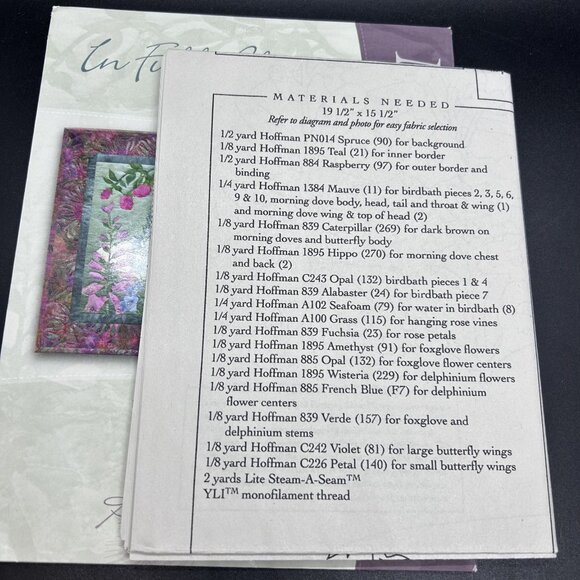 In Full
MATERIALS NEEDED
19 1/2" x 15 1/2"
Refer to diagram and photo for easy fabric selection
1/2 yard Hoffman PN014 Spruce (90) for background
1/8 yard Hoffman 1895 Teal (21) for inner border
1/2 yard Hoffman 884 Raspberry (97) for outer border and
binding
1/4 yard Hoffman 1384 Mauve (11) for birdbath pieces 2, 3, 5, 6,
9 & 10, morning dove body, head, tail and throat & wing (1)
and morning dove wing & top of head (2)
1/8 yard Hoffman 839 Caterpillar (269) for dark brown on
morning doves and butterfly body
1/8 yard Hoffman 1895 Hippo (270) for morning dove chest
and back (2)
1/8 yard Hoffman C243 Opal (132) birdbath pieces 1 & 4
1/8 yard Hoffman 839 Alabaster (24) for birdbath piece 7
1/4 yard Hoffman A102 Seafoam (79) for water in birdbath (8)
1/4 yard Hoffman A100 Grass (115) for hanging rose vines
1/8 yard Hoffman 839 Fuchsia (23) for rose petals
1/8 yard Hoffman 1895 Amethyst (91) for foxglove flowers
1/8 yard Hoffman 885 Opal (132) for foxglove flower centers
1/8 yard Hoffman 1895 Wisteria (229) for delphinium flowers
1/8 yard Hoffman 885 French Blue (F7) for delphinium
flower centers
1/8 yard Hoffman 839 Verde (157) for foxglove and
delphinium stems
1/8 yard Hoffman C242 Violet (81) for large butterfly wings
1/8 yard Hoffman C226 Petal (140) for small butterfly wings
2 yards Lite Steam-A-Seam™
YLI™ monofilament thread